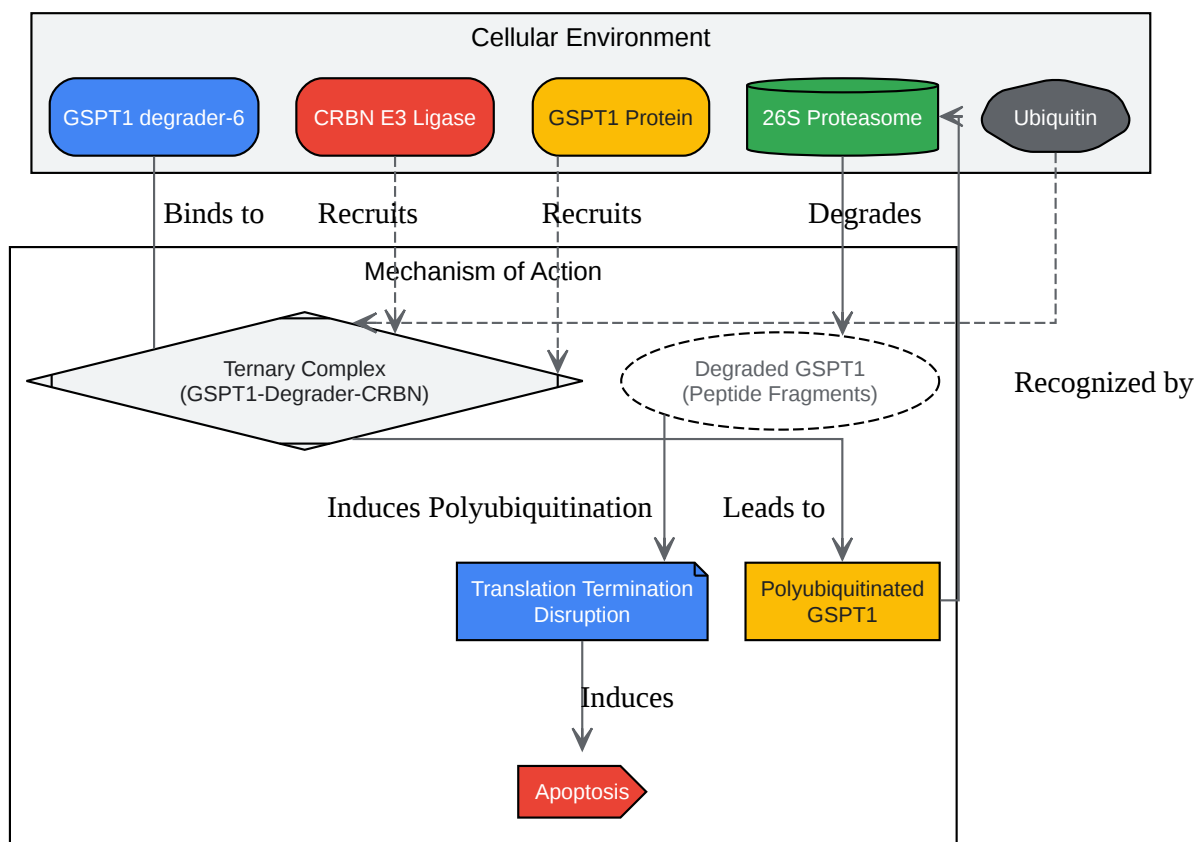 Cellular Environment
GSPT1 degrader-6
CRBN E3 Ligase
GSPT1 Protein
26S Proteasome
Ubiquitin
Binds to
Recruits
Recruits
Degrades
Mechanism of Action
Ternary Complex
(GSPT1-Degrader-CRBN)
Degraded GSPT1
(Peptide Fragments)
Recognized by
Induces Polyubiquitination
Leads to
Translation Termination
Disruption
Polyubiquitinated
GSPT1
Induces
Apoptosis